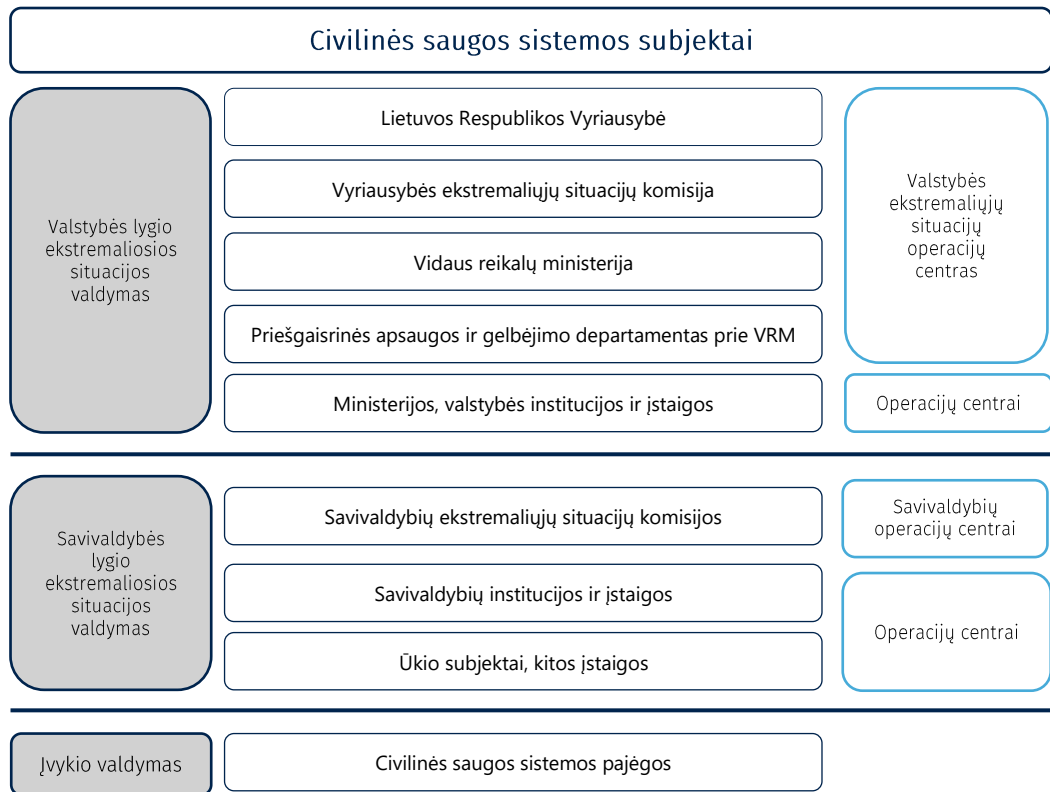 Civilinės saugos sistemos subjektai
Valstybės lygio
ekstremaliosios
situacijos
valdymas
Lietuvos Respublikos Vyriausybė
Vyriausybės ekstremaliųjų situacijų komisija
Vidaus reikalų ministerija
Priešgaisrinės apsaugos ir gelbėjimo departamentas prie VRM
Ministerijos, valstybės institucijos ir įstaigos
Valstybės
ekstremaliųjų
situacijų
operacijų
centras
Operacijų centrai
Savivaldybės
lygio
ekstremaliosios
situacijos
valdymas
Savivaldybių ekstremaliųjų situacijų komisijos
Savivaldybių institucijos ir įstaigos
Ūkio subjektai, kitos įstaigos
Savivaldybių
operacijų centrai
Operacijų centrai
Įvykio valdymas
Civilinės saugos sistemos pajėgos